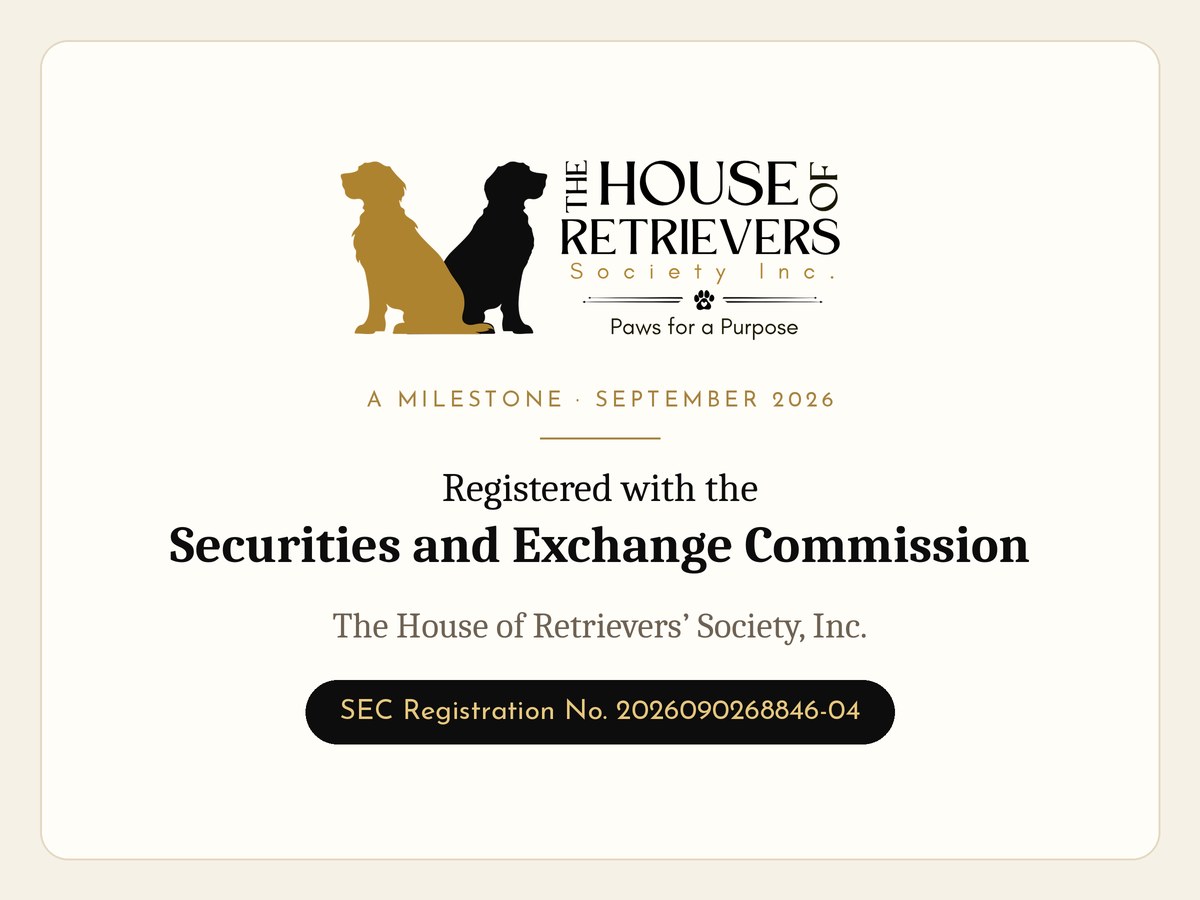 THE HOUSE OF
RETRIEVERS
Society Inc.
Paws for a Purpose
A MILESTONE · SEPTEMBER 2026
Registered with the
Securities and Exchange Commission
The House of Retrievers’ Society, Inc.
SEC Registration No. 2026090268846-04